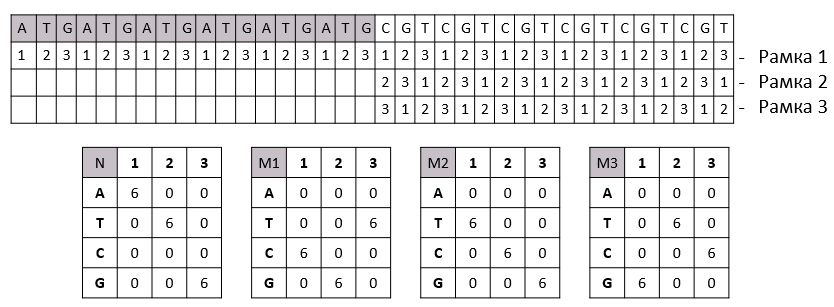 A T G A T G A T G A T G A T G A T G C G T C G T C G T C G T C G T C G T
1 2 3 1 2 3 1 2 3 1 2 3 1 2 3 1 2 3 1 2 3 1 2 3 1 2 3 1 2 3 1 2 3 1 2 3 - Рамка 1
2 3 1 2 3 1 2 3 1 2 3 1 2 3 1 2 3 1 - Рамка 2
3 1 2 3 1 2 3 1 2 3 1 2 3 1 2 3 1 2 - Рамка 3
N 1 2 3
A 6 0 0
T 0 6 0
C 0 0 0
G 0 0 6
M1 1 2 3
A 0 0 0
T 0 0 6
C 6 0 0
G 0 6 0
M2 1 2 3
A 0 0 0
T 6 0 0
C 0 6 0
G 0 0 6
M3 1 2 3
A 0 0 0
T 0 6 0
C 0 0 6
G 6 0 0